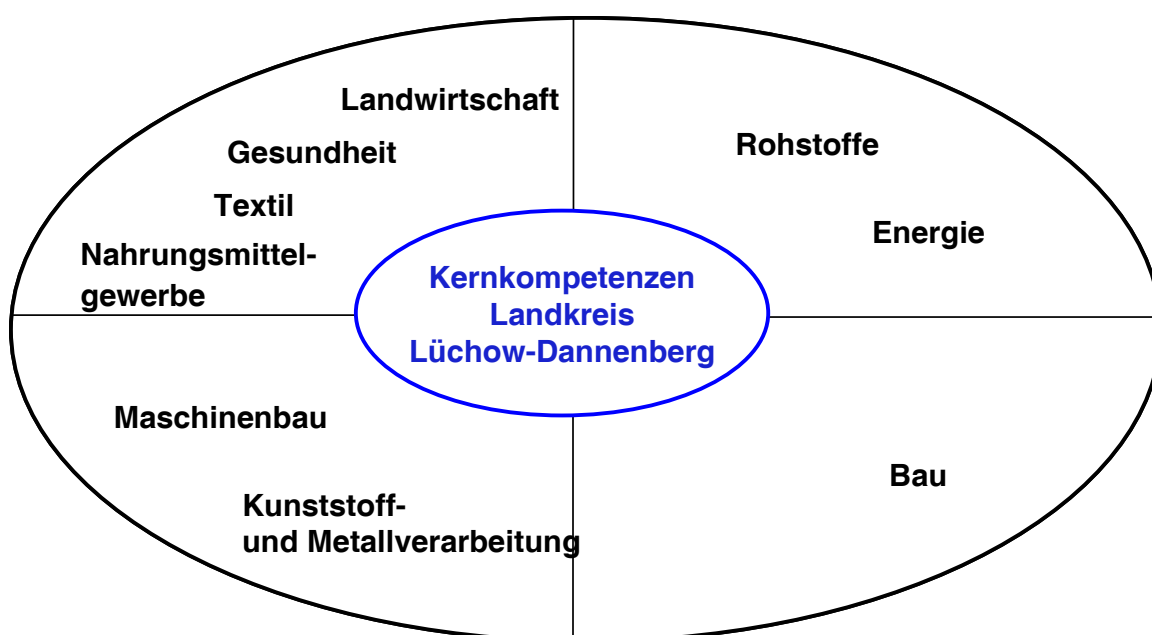 Landwirtschaft
Gesundheit
Textil
Nahrungsmittel-
gewerbe
Rohstoffe
Energie
Kernkompetenzen
Landkreis
Lüchow-Dannenberg
Maschinenbau
Kunststoff-
und Metallverarbeitung
Bau